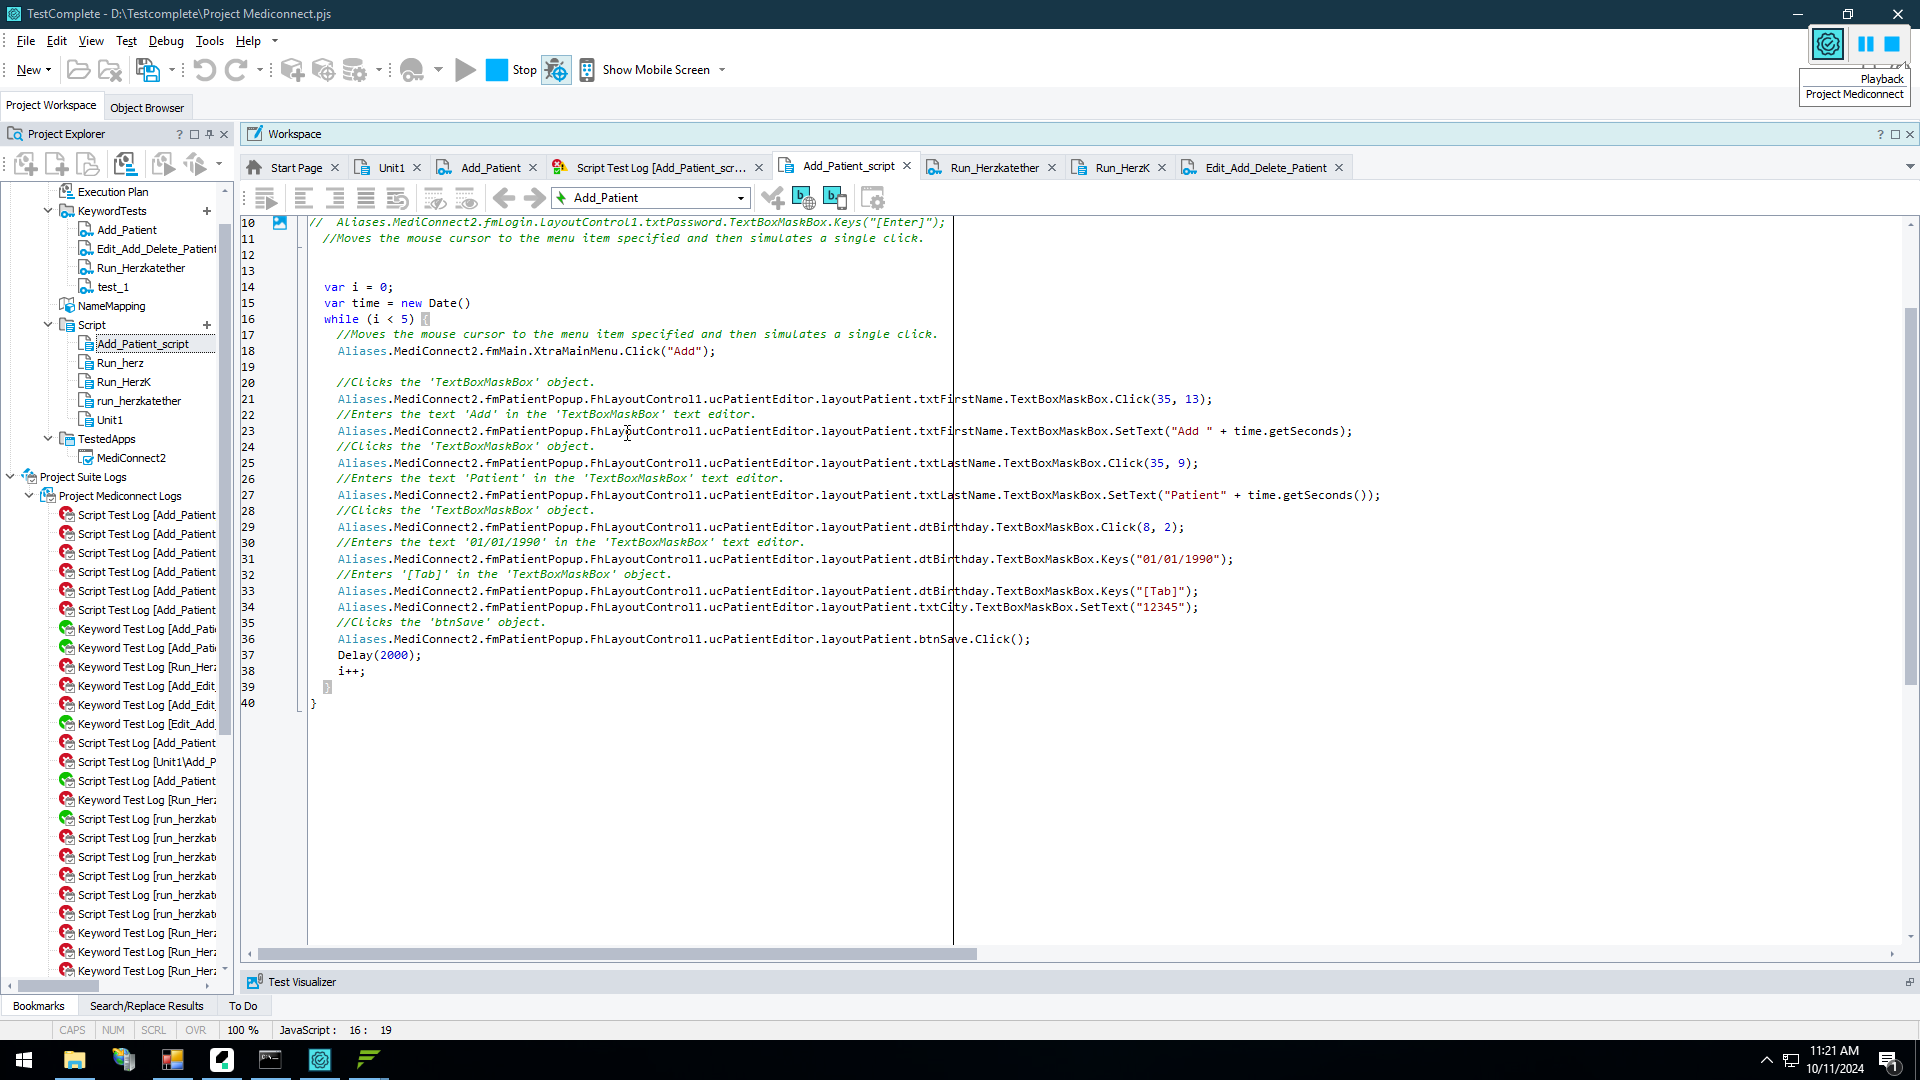 TestComplete - D:\Testcomplete\Project Mediconnect.pjs
File Edit View Test Debug Tools Help
New Stop Show Mobile Screen
Playback
Project Mediconnect
Project Workspace Object Browser
Project Explorer ? Workspace ?
Start Page Unit1 Add_Patient Script Test Log [Add_Patient_scr... Add_Patient_script Run_Herzkatether Run_HerzK Edit_Add_Delete_Patient
Add_Patient
Execution Plan
KeywordTests
Add_Patient
Edit_Add_Delete_Patient
Run_Herzkatether
test_1
NameMapping
Script
Add_Patient_script
Run_herz
Run_HerzK
run_herzkatether
Unit1
TestedApps
MediConnect2
Project Suite Logs
Project Mediconnect Logs
Script Test Log [Add_Patient
Script Test Log [Add_Patient
Script Test Log [Add_Patient
Script Test Log [Add_Patient
Script Test Log [Add_Patient
Script Test Log [Add_Patient
Keyword Test Log [Add_Pati
Keyword Test Log [Add_Pati
Keyword Test Log [Run_Herz
Keyword Test Log [Add_Edit_
Keyword Test Log [Add_Edit_
Keyword Test Log [Edit_Add_
Script Test Log [Add_Patient
Script Test Log [Unit1\Add_P
Script Test Log [Add_Patient
Keyword Test Log [Run_Herz
Script Test Log [run_herzkat
Script Test Log [run_herzkat
Script Test Log [run_herzkat
Script Test Log [run_herzkat
Script Test Log [run_herzkat
Script Test Log [run_herzkat
Keyword Test Log [Run_Herz
Keyword Test Log [Run_Herz
Keyword Test Log [Run_Herz
10 // Aliases.MediConnect2.fmLogin.LayoutControl1.txtPassword.TextBoxMaskBox.Keys("[Enter]");
11 //Moves the mouse cursor to the menu item specified and then simulates a single click.
12
13
14 var i = 0;
15 var time = new Date()
16 while (i < 5) {
17 //Moves the mouse cursor to the menu item specified and then simulates a single click.
18 Aliases.MediConnect2.fmMain.XtraMainMenu.Click("Add");
19
20 //Clicks the 'TextBoxMaskBox' object.
21 Aliases.MediConnect2.fmPatientPopup.FhLayoutControl1.ucPatientEditor.layoutPatient.txtFirstName.TextBoxMaskBox.Click(35, 13);
22 //Enters the text 'Add' in the 'TextBoxMaskBox' text editor.
23 Aliases.MediConnect2.fmPatientPopup.FhLayoutControl1.ucPatientEditor.layoutPatient.txtFirstName.TextBoxMaskBox.SetText("Add " + time.getSeconds);
24 //Clicks the 'TextBoxMaskBox' object.
25 Aliases.MediConnect2.fmPatientPopup.FhLayoutControl1.ucPatientEditor.layoutPatient.txtLastName.TextBoxMaskBox.Click(35, 9);
26 //Enters the text 'Patient' in the 'TextBoxMaskBox' text editor.
27 Aliases.MediConnect2.fmPatientPopup.FhLayoutControl1.ucPatientEditor.layoutPatient.txtLastName.TextBoxMaskBox.SetText("Patient" + time.getSeconds());
28 //Clicks the 'TextBoxMaskBox' object.
29 Aliases.MediConnect2.fmPatientPopup.FhLayoutControl1.ucPatientEditor.layoutPatient.dtBirthday.TextBoxMaskBox.Click(8, 2);
30 //Enters the text '01/01/1990' in the 'TextBoxMaskBox' text editor.
31 Aliases.MediConnect2.fmPatientPopup.FhLayoutControl1.ucPatientEditor.layoutPatient.dtBirthday.TextBoxMaskBox.Keys("01/01/1990");
32 //Enters '[Tab]' in the 'TextBoxMaskBox' object.
33 Aliases.MediConnect2.fmPatientPopup.FhLayoutControl1.ucPatientEditor.layoutPatient.dtBirthday.TextBoxMaskBox.Keys("[Tab]");
34 Aliases.MediConnect2.fmPatientPopup.FhLayoutControl1.ucPatientEditor.layoutPatient.txtCity.TextBoxMaskBox.SetText("12345");
35 //Clicks the 'btnSave' object.
36 Aliases.MediConnect2.fmPatientPopup.FhLayoutControl1.ucPatientEditor.layoutPatient.btnSave.Click();
37 Delay(2000);
38 i++;
39 }
40 }
Test Visualizer
Bookmarks Search/Replace Results To Do
CAPS NUM SCRL OVR 100 % JavaScript : 16 : 19
11:21 AM
10/11/2024
1